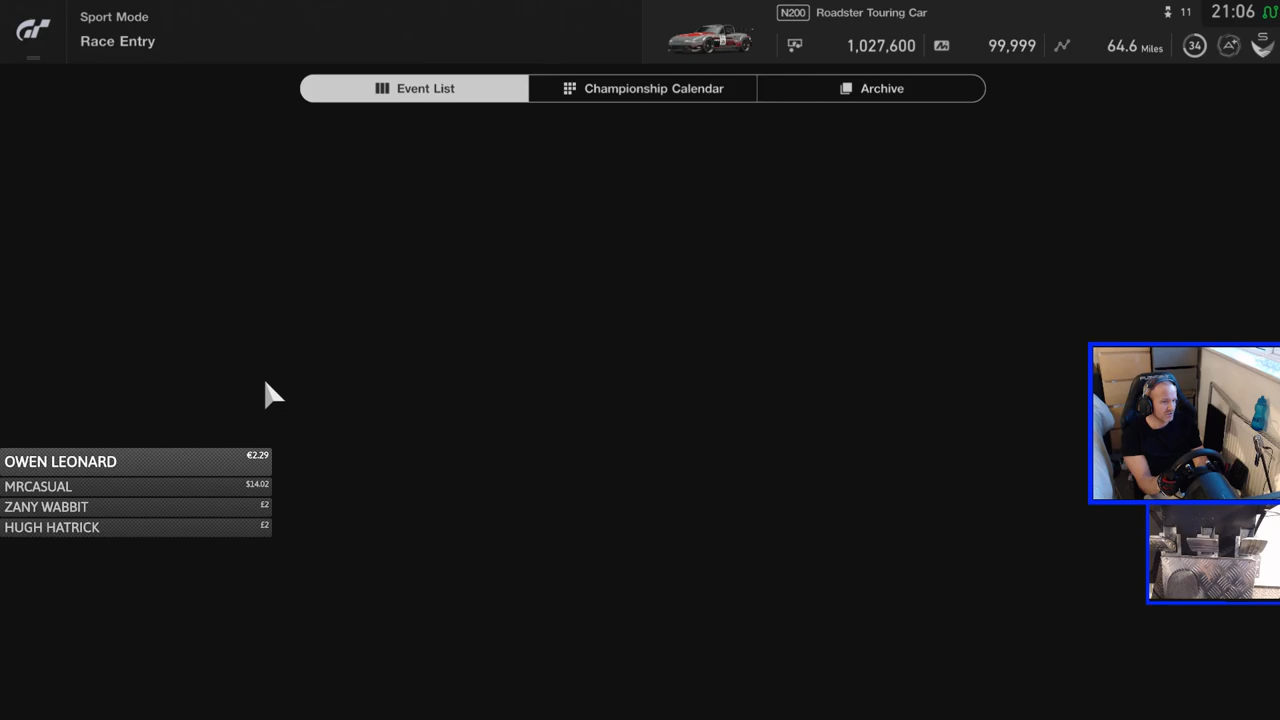 Sport Mode
Race Entry
N200 Roadster Touring Car
11
21:06
1,027,600
99,999
64.6 Miles
34
A+
S
Event List
Championship Calendar
Archive
OWEN LEONARD €2.29
MRCASUAL $14.02
ZANY WABBIT £2
HUGH HATRICK £2